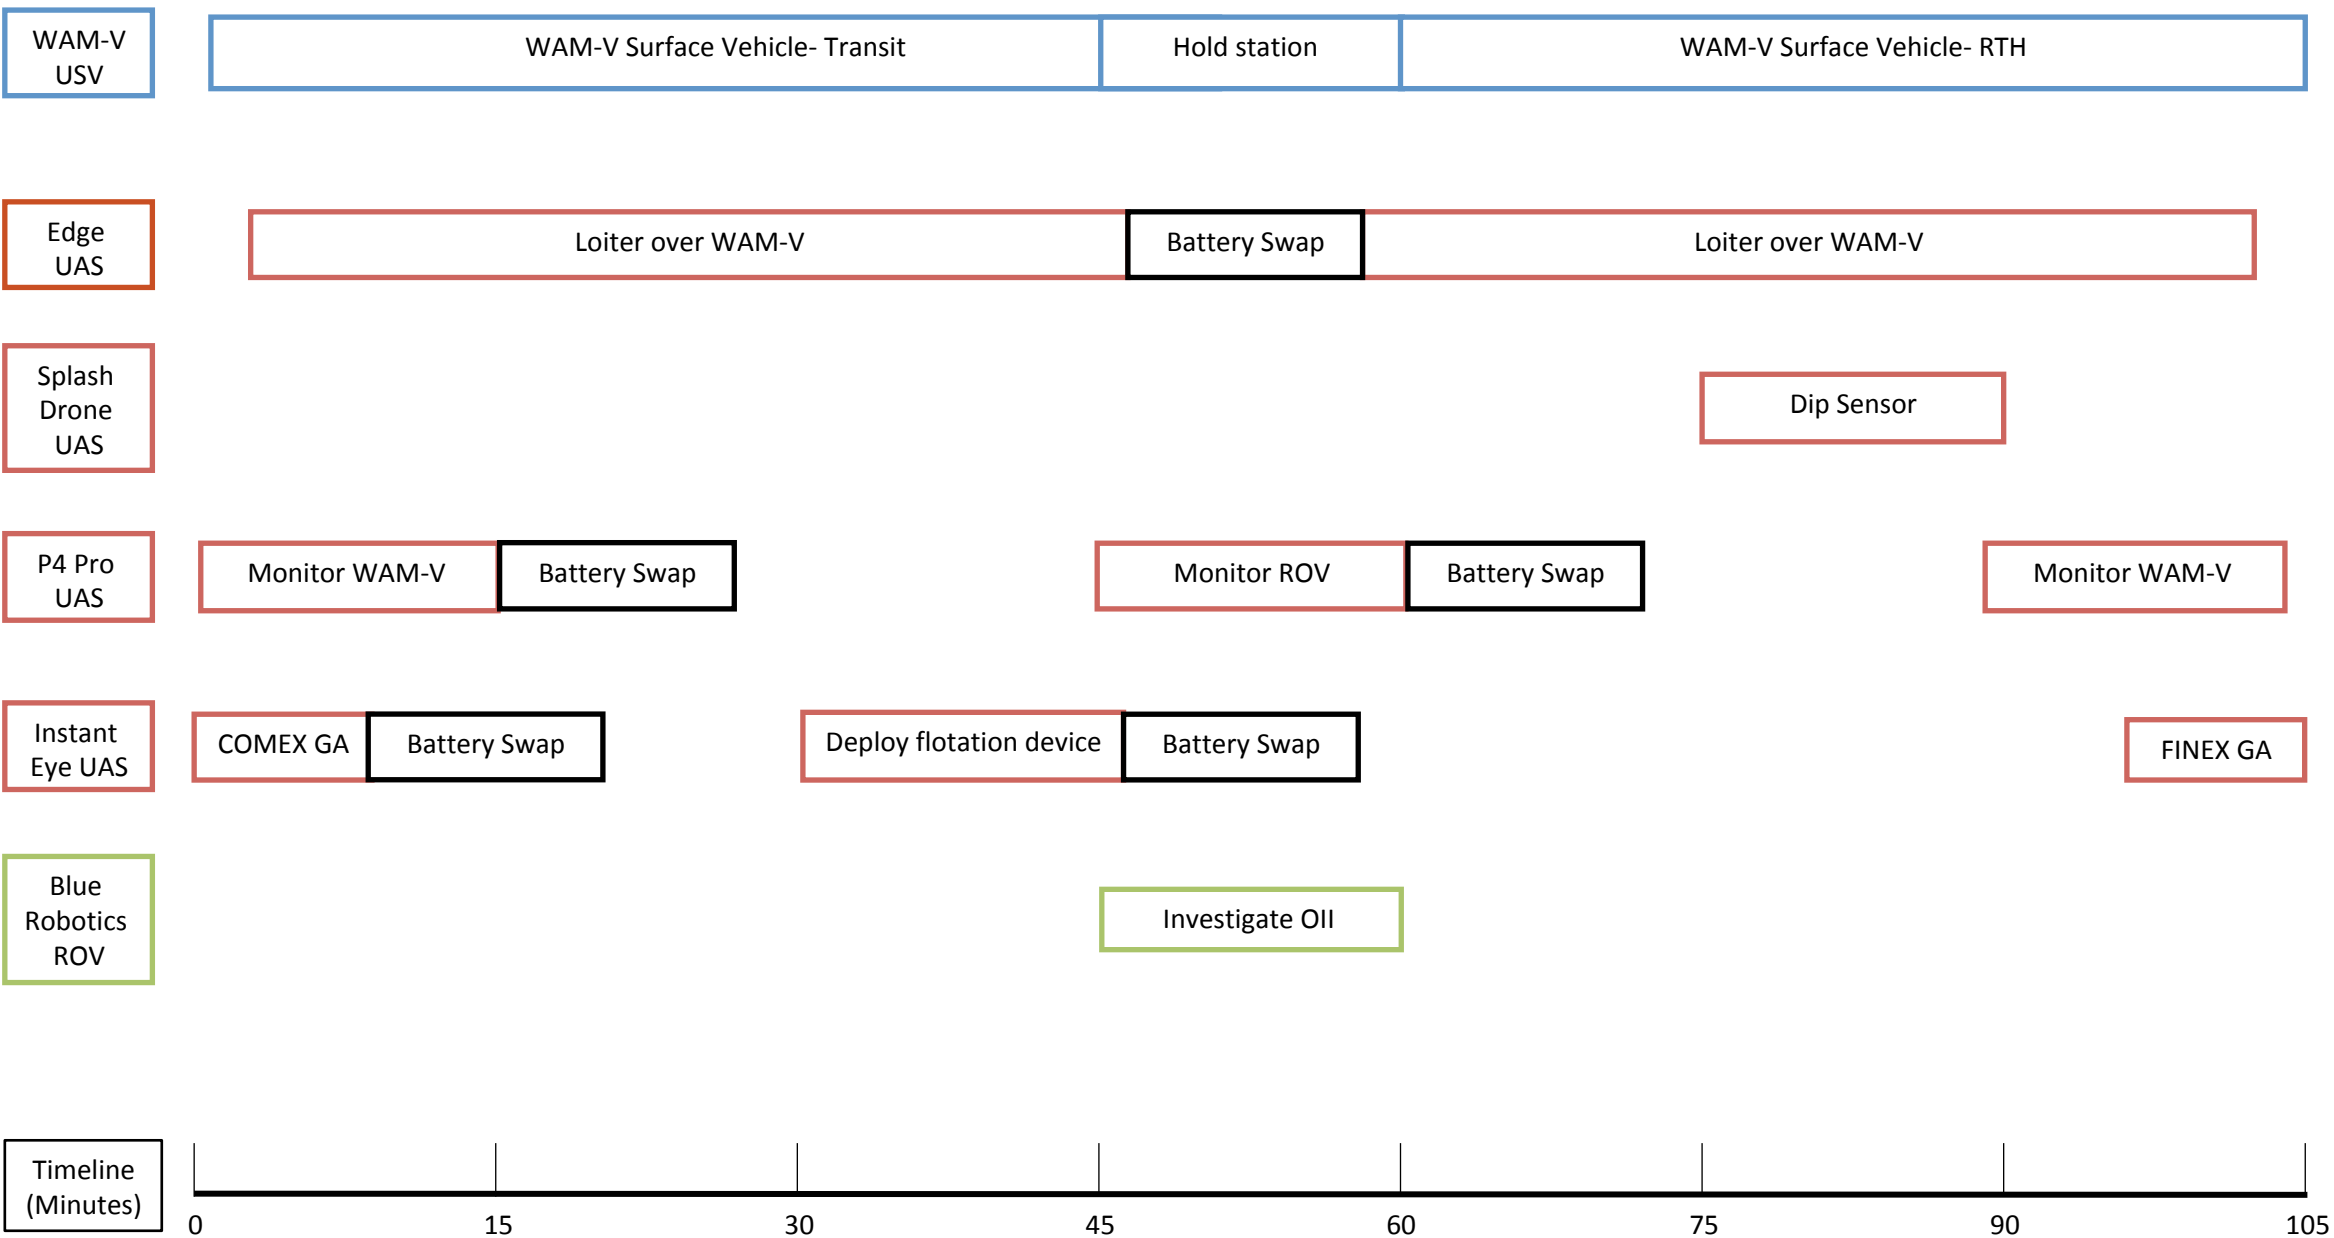 WAM-V
USV
WAM-V Surface Vehicle- Transit
Hold station
WAM-V Surface Vehicle- RTH
Edge
UAS
Loiter over WAM-V
Battery Swap
Loiter over WAM-V
Splash
Drone
UAS
Dip Sensor
P4 Pro
UAS
Monitor WAM-V
Battery Swap
Monitor ROV
Battery Swap
Monitor WAM-V
Instant
Eye UAS
COMEX GA
Battery Swap
Deploy flotation device
Battery Swap
FINEX GA
Blue
Robotics
ROV
Investigate OII
Timeline
(Minutes)
0
15
30
45
60
75
90
105